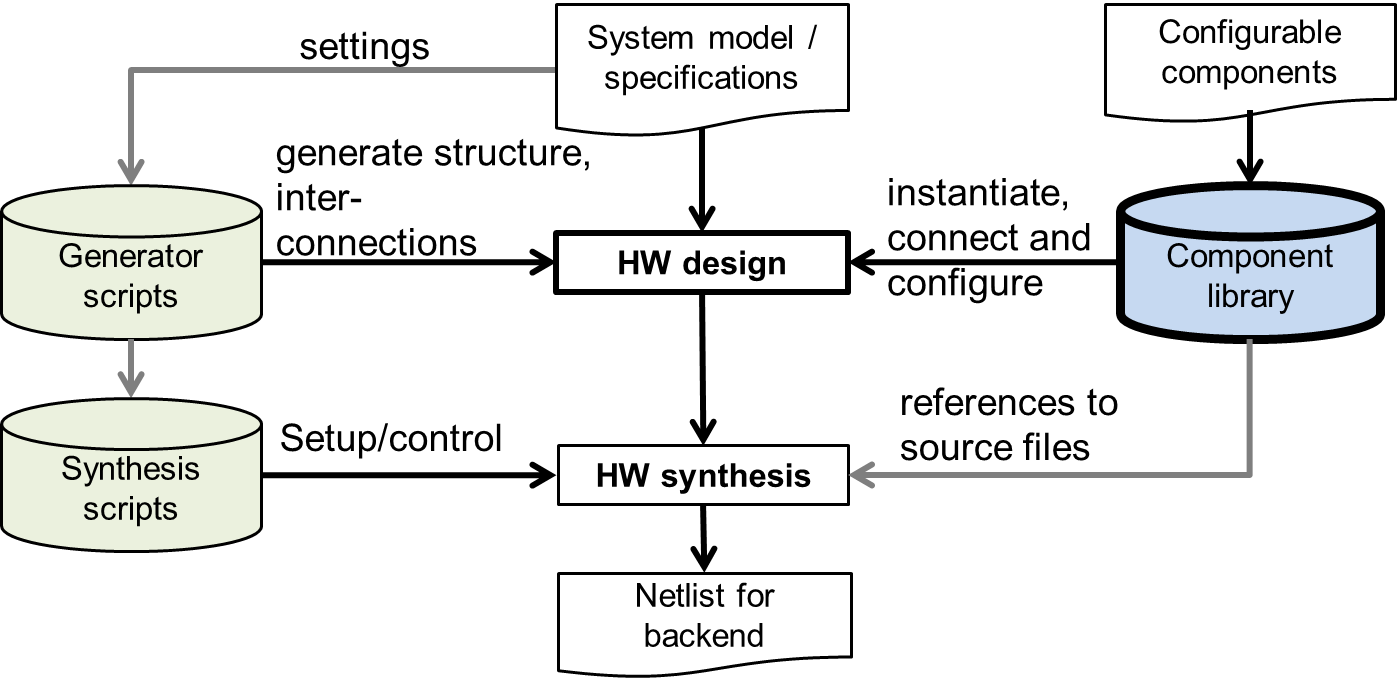 settings
System model /
specifications
Configurable
components
generate structure,
inter-
connections
instantiate,
connect and
configure
Generator
scripts
HW design
Component
library
references to
source files
Setup/control
Synthesis
scripts
HW synthesis
Netlist for
backend